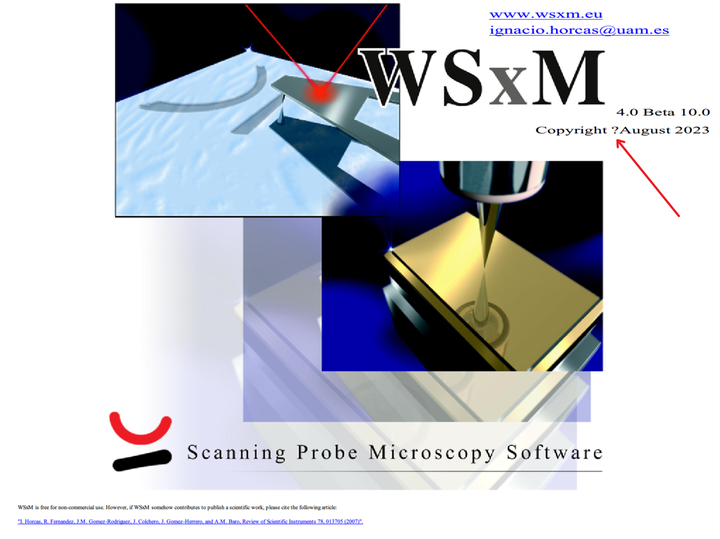 www.wsxm.eu
ignacio.horcas@uam.es
WSxM
4.0 Beta 10.0
Copyright ?August 2023
Scanning Probe Microscopy Software
WSxM is free for non-commercial use. However, if WSxM somehow contributes to publish a scientific work, please cite the following article:
"I. Horcas, R. Fernandez, J.M. Gomez-Rodriguez, J. Colchero, J. Gomez-Herrero, and A.M. Baro, Review of Scientific Instruments 78, 013705 (2007)".